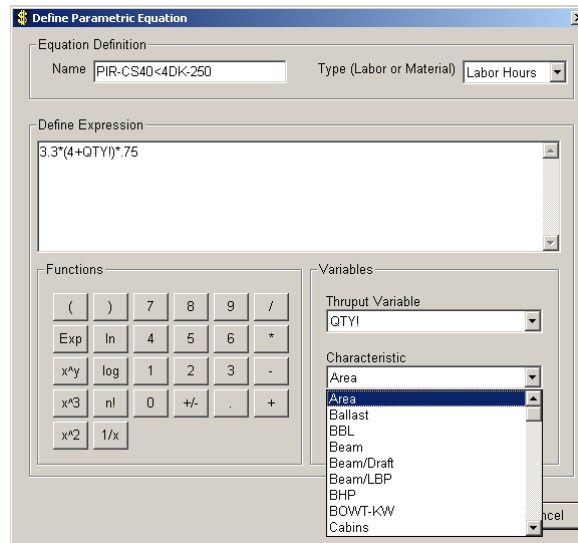 $ Define Parametric Equation
Equation Definition
Name PIR-CS40<4DK-250 Type (Labor or Material) Labor Hours
Define Expression
3.3*(4+QTY!)*.75
Functions
( ) 7 8 9 /
Exp ln 4 5 6 *
x^y log 1 2 3 -
x^3 n! 0 +/- . +
x^2 1/x
Variables
Thruput Variable
QTY!
Characteristic
Area
Area
Ballast
BBL
Beam
Beam/Draft
Beam/LBP
BHP
BOWT-KW
Cabins
ncel